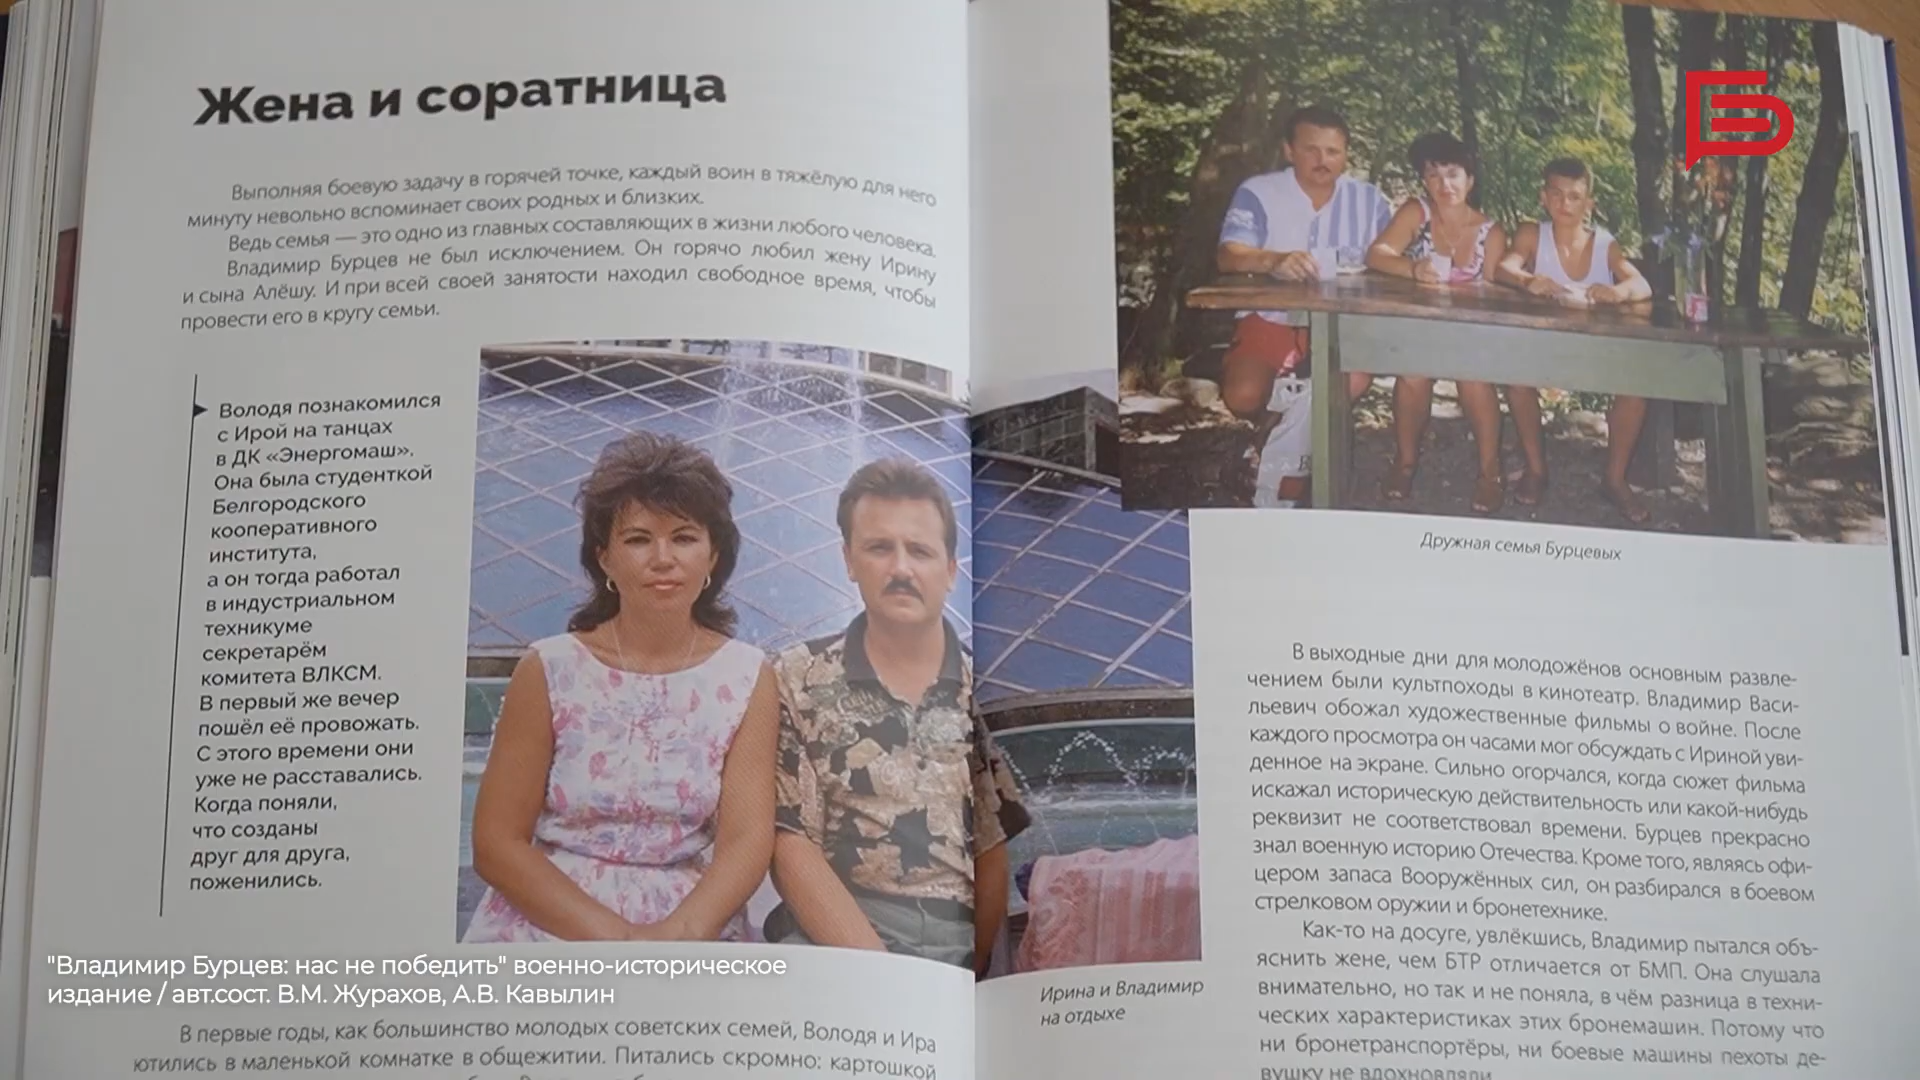 Жена и соратница
Выполняя боевую задачу в горячей точке, каждый воин в тяжёлую для него
минуту невольно вспоминает своих родных и близких.
Ведь семья — это одно из главных составляющих в жизни любого человека.
Владимир Бурцев не был исключением. Он горячо любил жену Ирину
и сына Алёшу. И при всей своей занятости находил свободное время, чтобы
провести его в кругу семьи.
Володя познакомился
с Ирой на танцах
в ДК «Энергомаш».
Она была студенткой
Белгородского
кооперативного
института,
а он тогда работал
в индустриальном
техникуме
секретарём
комитета ВЛКСМ.
В первый же вечер
пошёл её провожать.
С этого времени они
уже не расставались.
Когда поняли,
что созданы
друг для друга,
поженились.
"Владимир Бурцев: нас не победить" военно-историческое
издание / авт.сост. В.М. Журахов, А.В. Кавылин
В первые годы, как большинство молодых советских семей, Володя и Ира
ютились в маленькой комнатке в общежитии. Питались скромно: картошкой
Дружная семья Бурцевых
Ирина и Владимир
на отдыхе
В выходные дни для молодожёнов основным развле-
чением были культпоходы в кинотеатр. Владимир Васи-
льевич обожал художественные фильмы о войне. После
каждого просмотра он часами мог обсуждать с Ириной уви-
денное на экране. Сильно огорчался, когда сюжет фильма
искажал историческую действительность или какой-нибудь
реквизит не соответствовал времени. Бурцев прекрасно
знал военную историю Отечества. Кроме того, являясь офи-
цером запаса Вооружённых сил, он разбирался в боевом
стрелковом оружии и бронетехнике.
Как-то на досуге, увлёкшись, Владимир пытался объ-
яснить жене, чем БТР отличается от БМП. Она слушала
внимательно, но так и не поняла, в чём разница в техни-
ческих характеристиках этих бронемашин. Потому что
ни бронетранспортёры, ни боевые машины пехоты де-
вушку не вдохновляли.